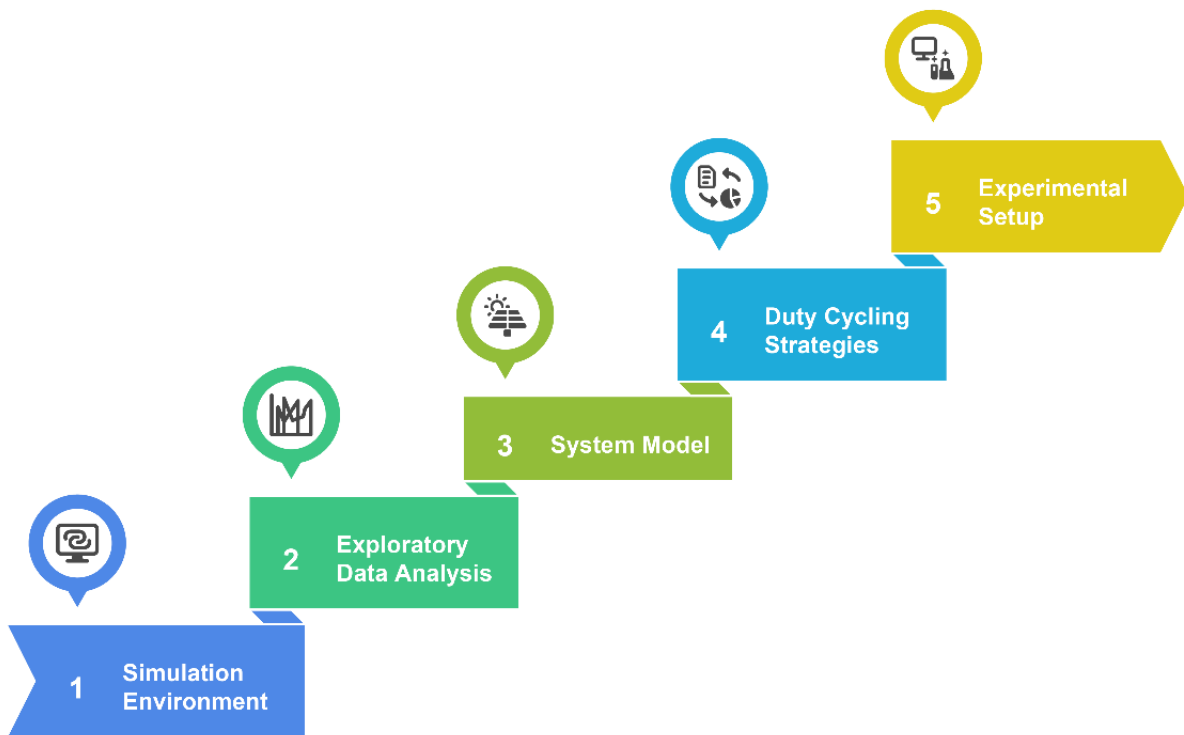 1
Simulation
Environment
2
Exploratory
Data Analysis
3
System Model
4
Duty Cycling
Strategies
5
Experimental
Setup